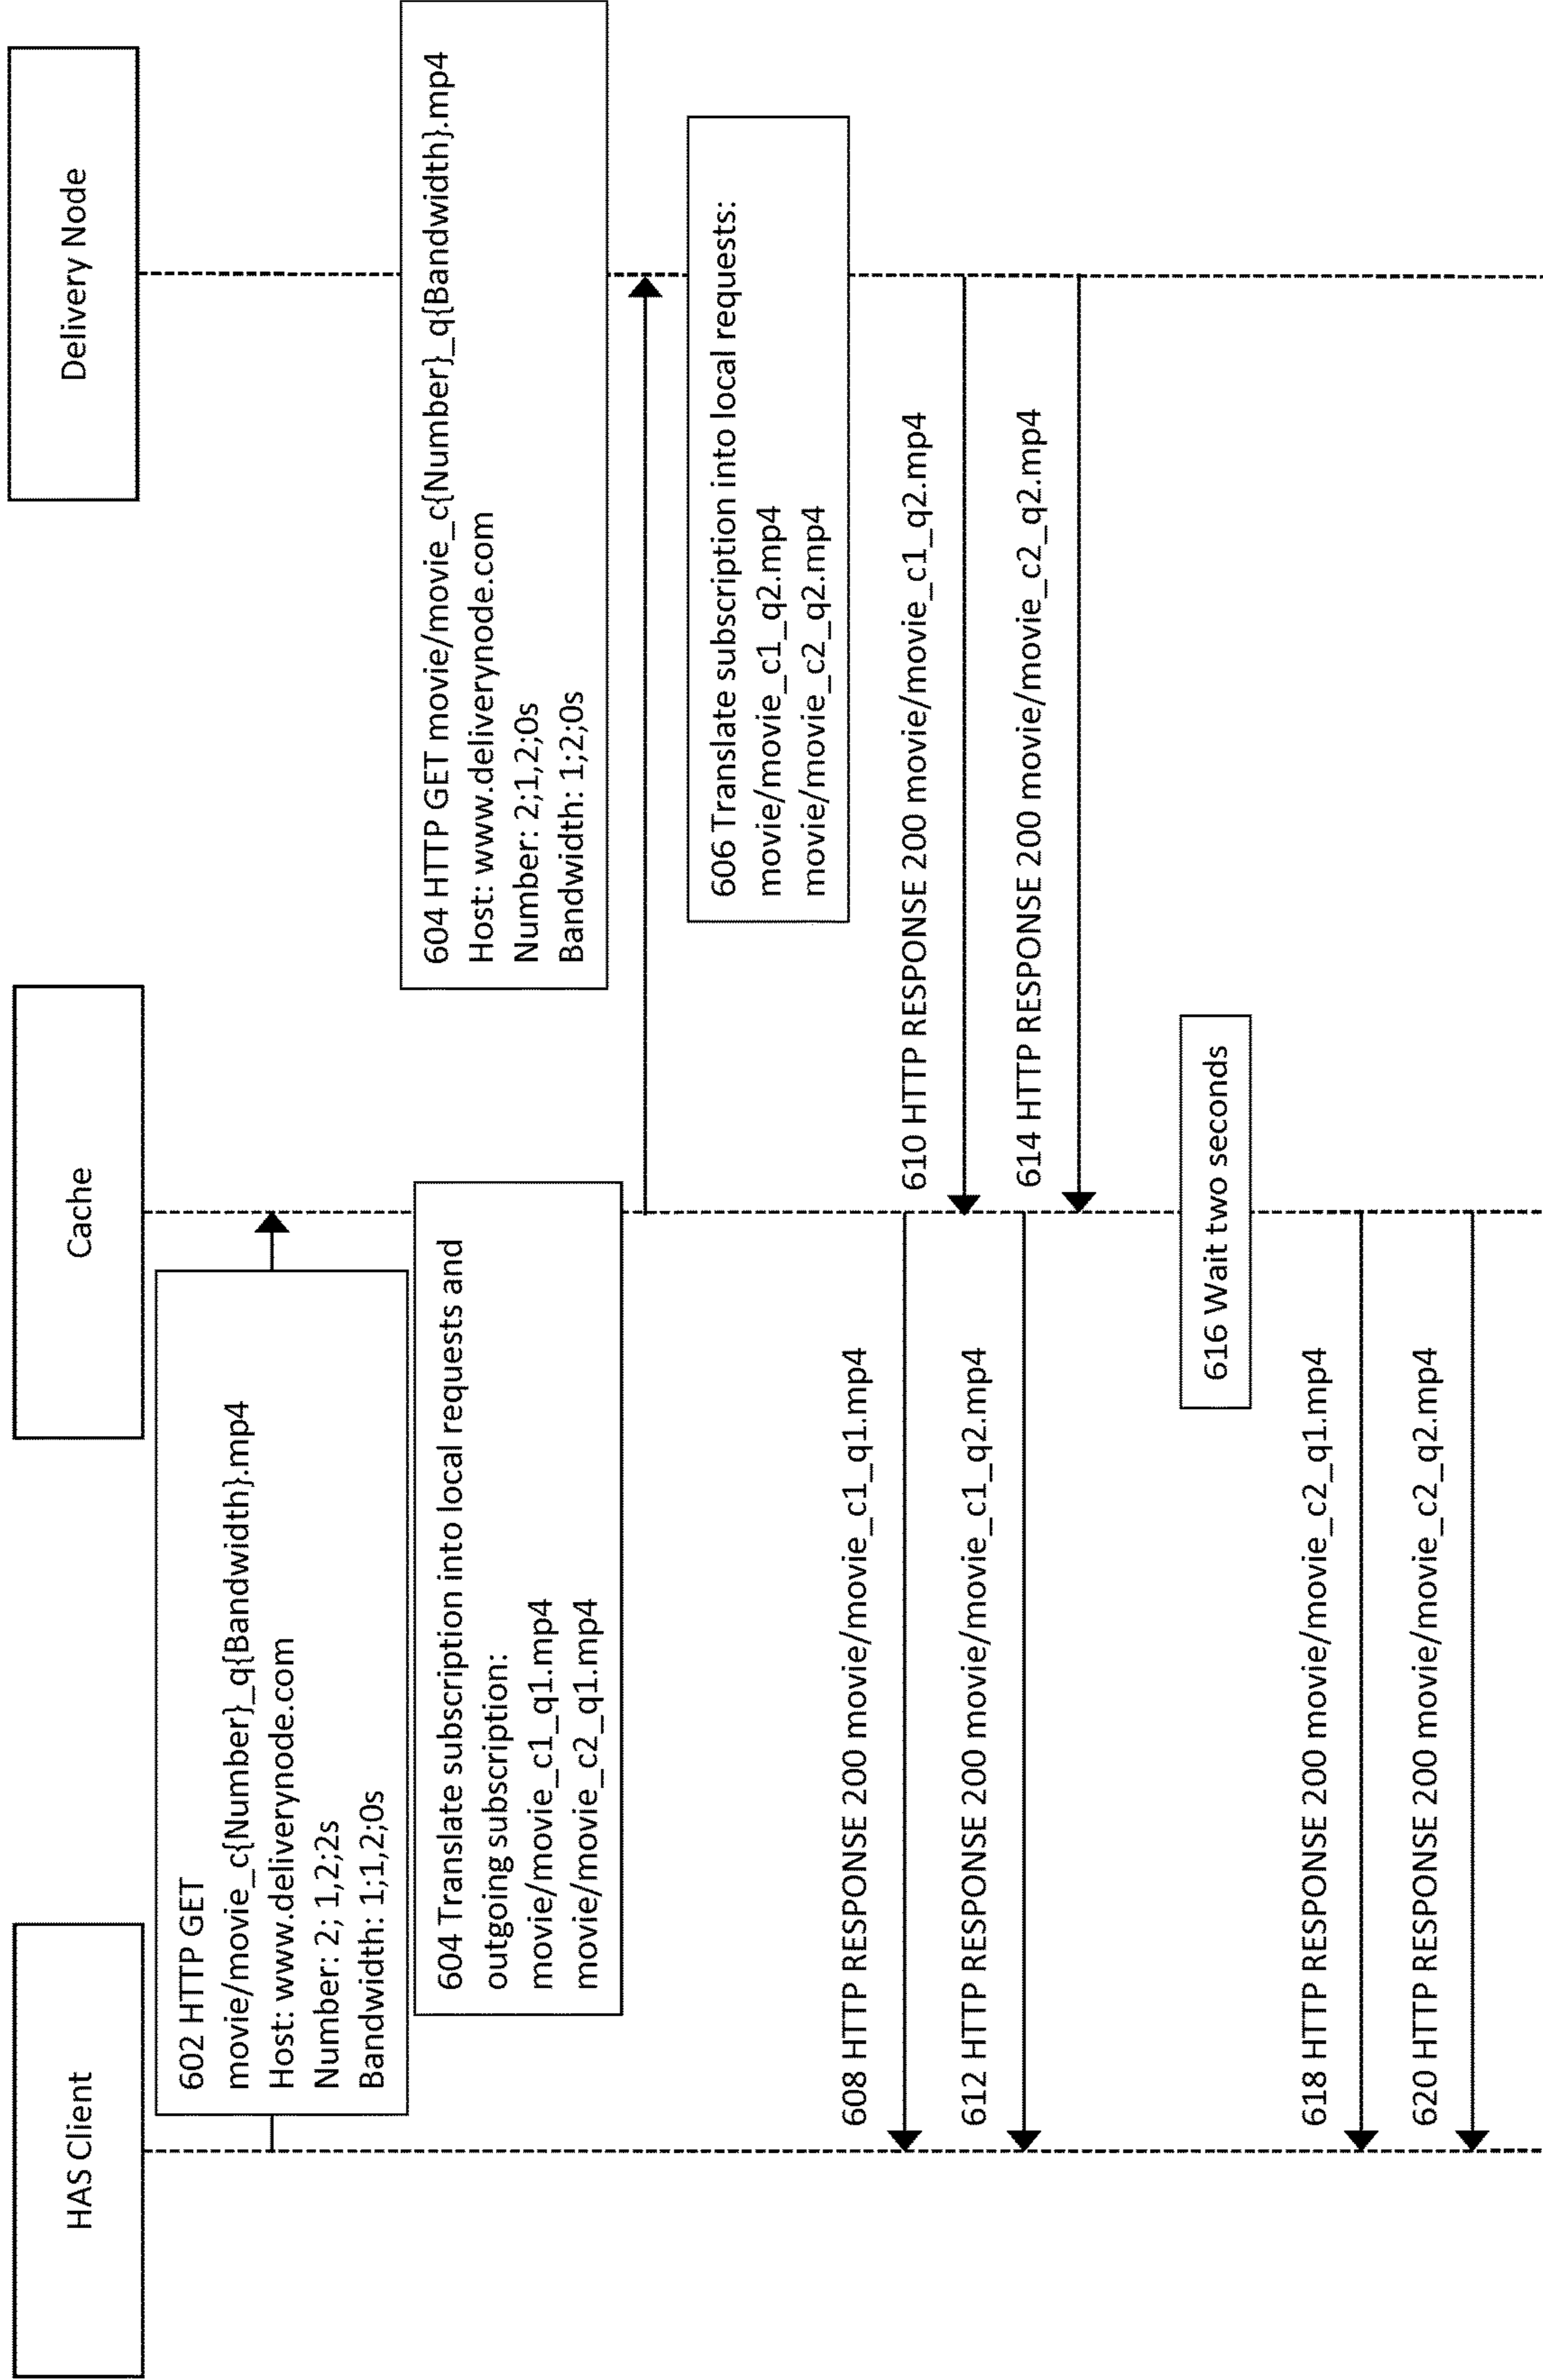 HAS Client
Cache
Delivery Node
602 HTTP GET
movie/movie_c{Number}_q{Bandwidth}.mp4
Host: www.deliverynode.com
Number: 2; 1,2;2s
Bandwidth: 1;1,2;0s
604 Translate subscription into local requests and
outgoing subscription:
movie/movie_c1_q1.mp4
movie/movie_c2_q1.mp4
604 HTTP GET movie/movie_c{Number}_q{Bandwidth}.mp4
Host: www.deliverynode.com
Number: 2;1,2;0s
Bandwidth: 1;2;0s
606 Translate subscription into local requests:
movie/movie_c1_q2.mp4
movie/movie_c2_q2.mp4
608 HTTP RESPONSE 200 movie/movie_c1_q1.mp4
610 HTTP RESPONSE 200 movie/movie_c1_q2.mp4
612 HTTP RESPONSE 200 movie/movie_c1_q2.mp4
614 HTTP RESPONSE 200 movie/movie_c2_q2.mp4
616 Wait two seconds
618 HTTP RESPONSE 200 movie/movie_c2_q1.mp4
620 HTTP RESPONSE 200 movie/movie_c2_q2.mp4